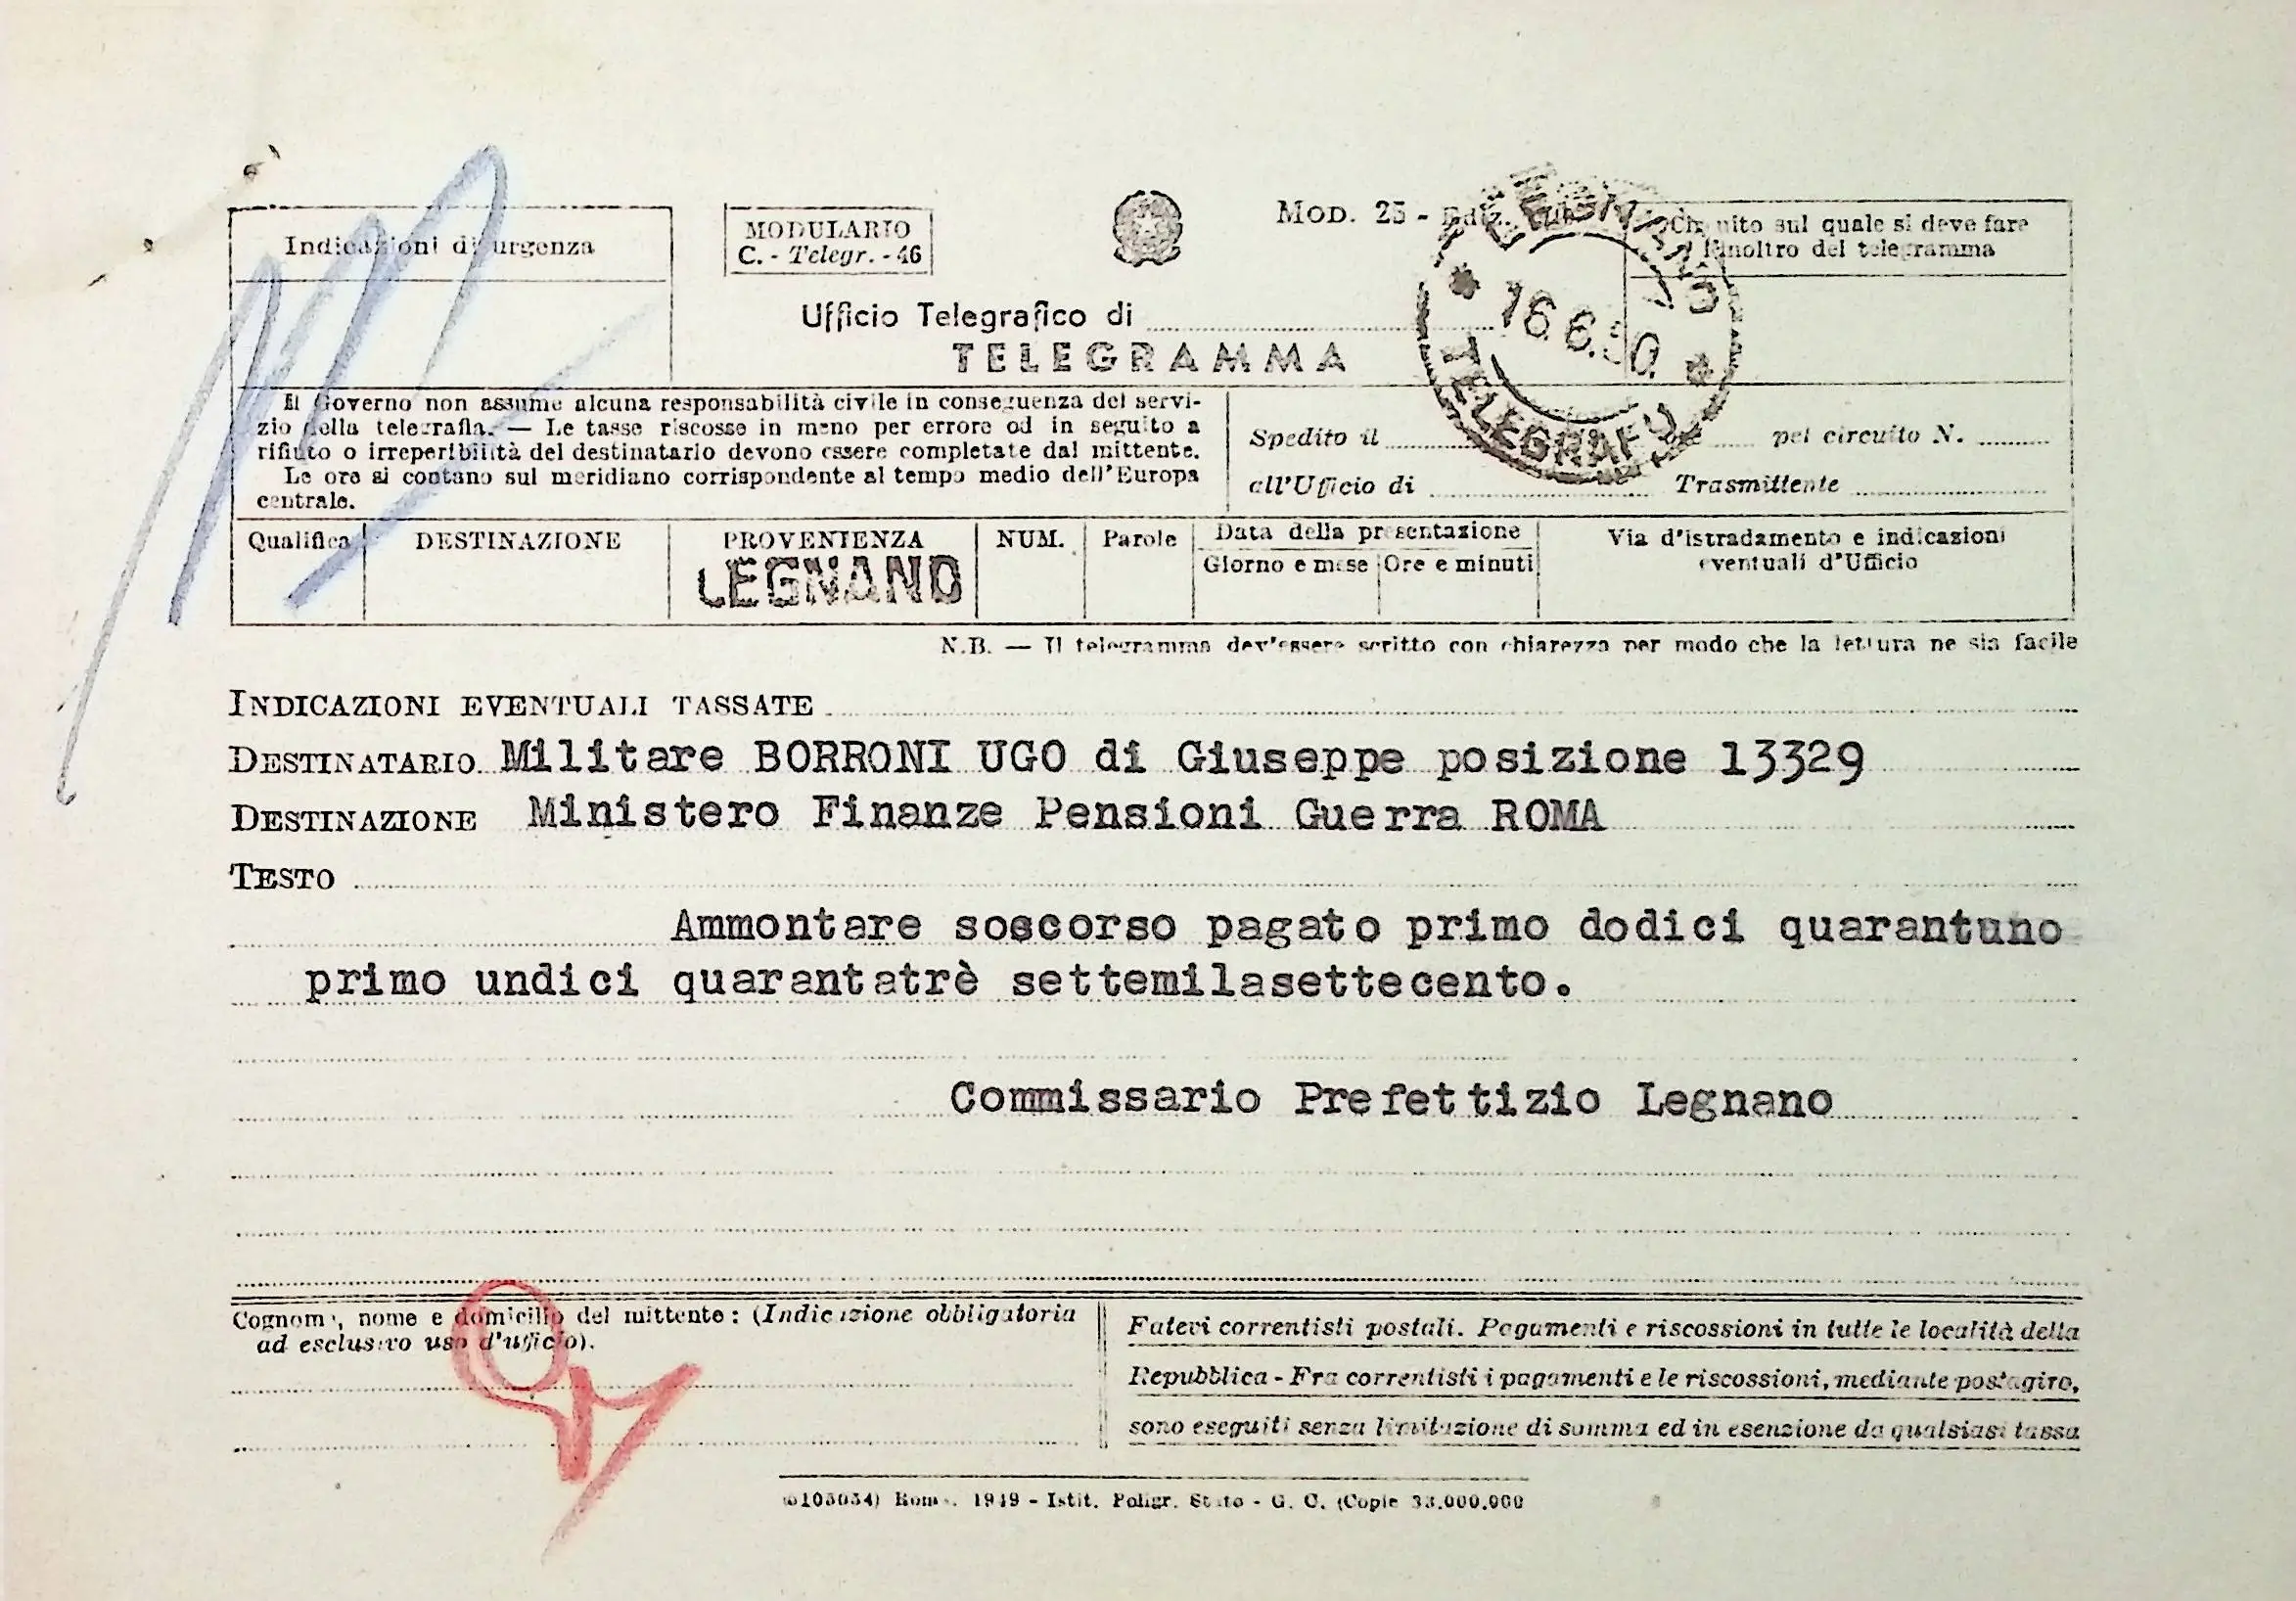 Indicazioni di urgenza
MODULARIO
C. - Telegr. - 46
MOD. 25 -
Circuito sul quale si deve fare
l'inoltro del telegramma
LEGNANO
16.6.50.
TELEGRAFO
Ufficio Telegrafico di
TELEGRAMMA
Il Governo non assume alcuna responsabilità civile in conseguenza del servi-
zio della telegrafia. — Le tasse riscosse in meno per errore od in seguito a
rifiuto o irreperibilità del destinatario devono essere completate dal mittente.
Le ore si contano sul meridiano corrispondente al tempo medio dell'Europa
centrale.
Spedito il pel circuito N.
all'Ufficio di Trasmittente
Qualifica DESTINAZIONE PROVENIENZA NUM. Parole Data della presentazione Via d'istradamento e indicazioni
Giorno e mese Ore e minuti eventuali d'Ufficio
LEGNANO
N.B. — Il telegramma dev'essere scritto con chiarezza per modo che la lettura ne sia facile
INDICAZIONI EVENTUALI TASSATE
DESTINATARIO Militare BORRONI UGO di Giuseppe posizione 13329
DESTINAZIONE Ministero Finanze Pensioni Guerra ROMA
TESTO
Ammontare soccorso pagato primo dodici quarantuno
primo undici quarantatrè settemilasettecento.
Commissario Prefettizio Legnano
Cognome, nome e domicilio del mittente: (Indicazione obbligatoria
ad esclusivo uso d'ufficio).
Fatevi correntisti postali. Pagamenti e riscossioni in tutte le località della
Repubblica - Fra correntisti i pagamenti e le riscossioni, mediante postagiro,
sono eseguiti senza limitazione di somma ed in esenzione da qualsiasi tassa
Roma, 1949 - Istit. Poligr. Stato - G. C. (Copie 33.000.000